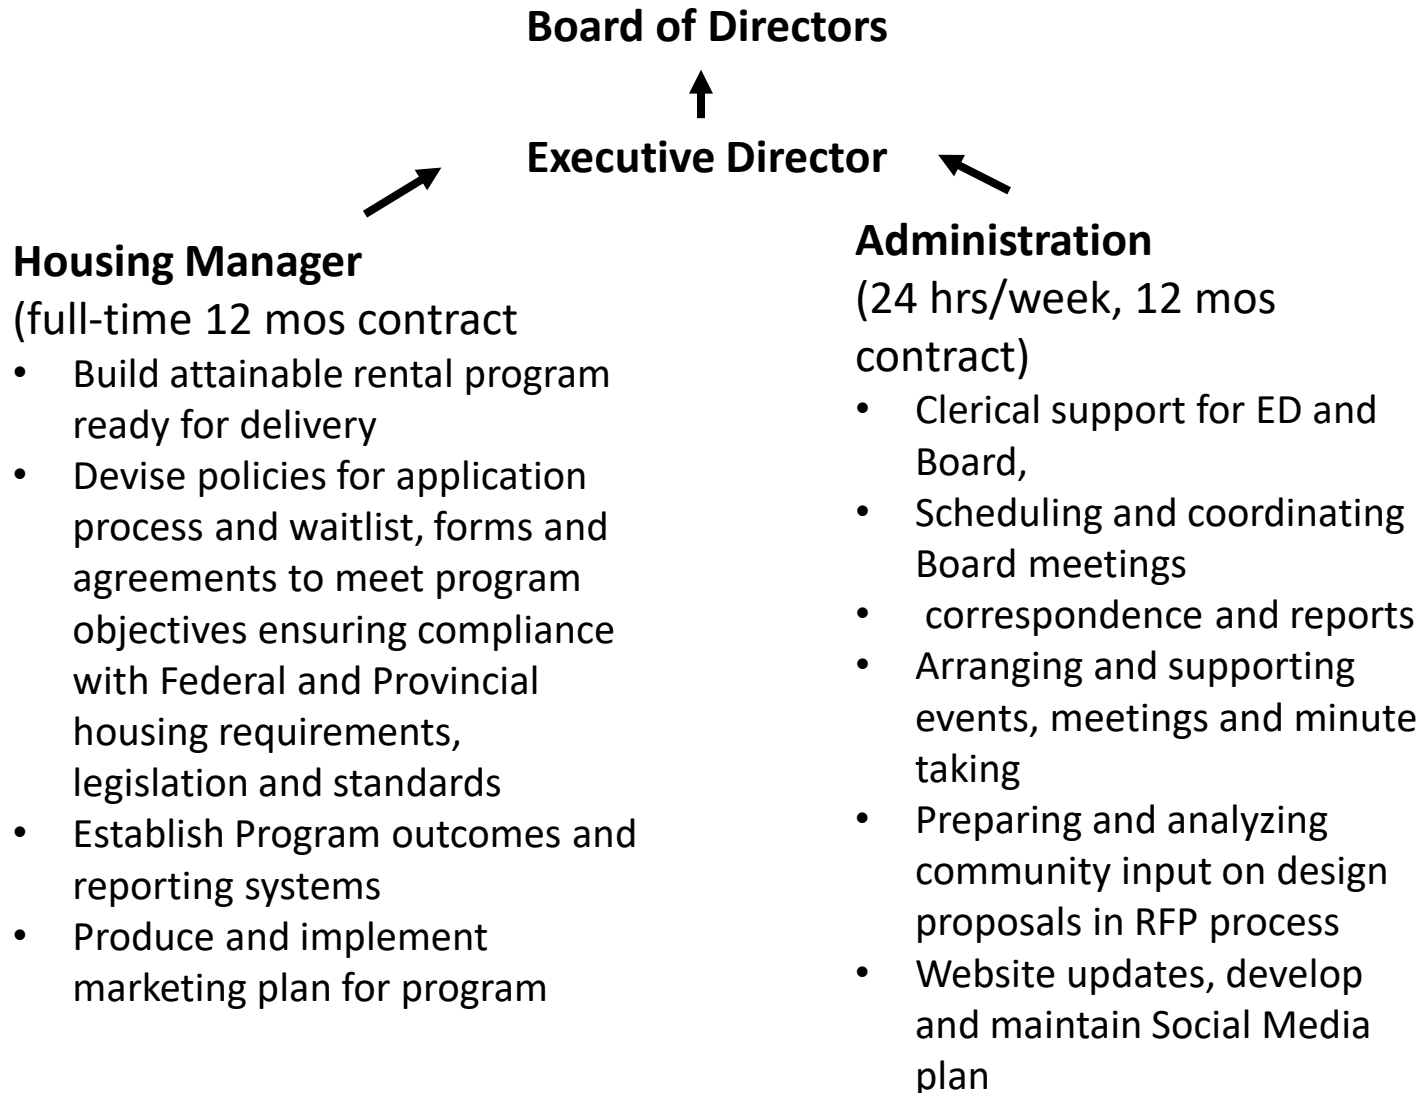 Board of Directors
Executive Director
Housing Manager
(full-time 12 mos contract
• Build attainable rental program
ready for delivery
• Devise policies for application
process and waitlist, forms and
agreements to meet program
objectives ensuring compliance
with Federal and Provincial
housing requirements,
legislation and standards
• Establish Program outcomes and
reporting systems
• Produce and implement
marketing plan for program
Administration
(24 hrs/week, 12 mos
contract)
• Clerical support for ED and
Board,
• Scheduling and coordinating
Board meetings
• correspondence and reports
• Arranging and supporting
events, meetings and minute
taking
• Preparing and analyzing
community input on design
proposals in RFP process
• Website updates, develop
and maintain Social Media
plan